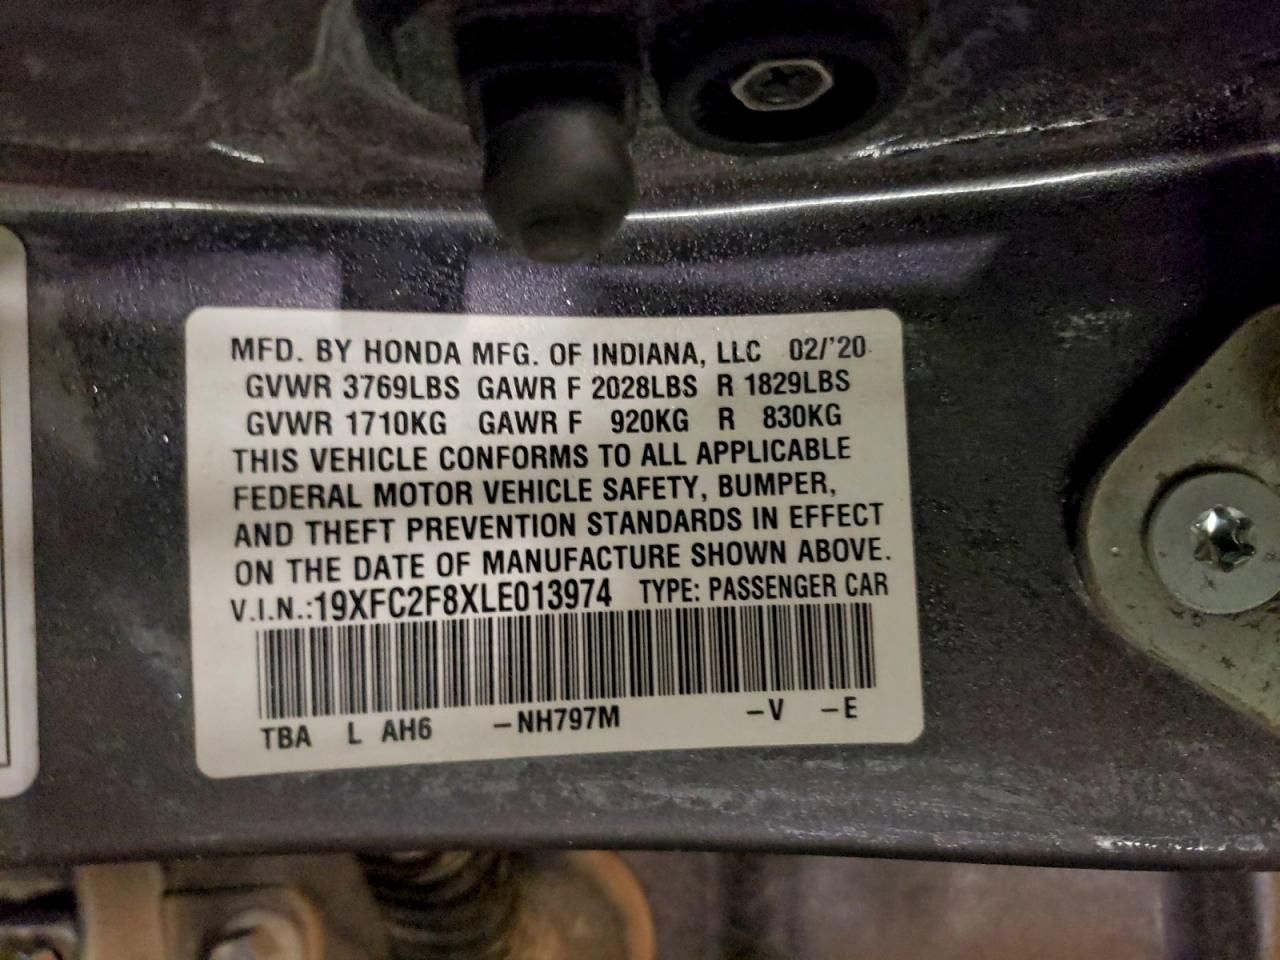 MFD. BY HONDA MFG. OF INDIANA, LLC 02/'20
GVWR 3769LBS GAWR F 2028LBS R 1829LBS
GVWR 1710KG GAWR F 920KG R 830KG
THIS VEHICLE CONFORMS TO ALL APPLICABLE
FEDERAL MOTOR VEHICLE SAFETY, BUMPER,
AND THEFT PREVENTION STANDARDS IN EFFECT
ON THE DATE OF MANUFACTURE SHOWN ABOVE.
V.I.N.:19XFC2F8XLE013974 TYPE: PASSENGER CAR
TBA L AH6 –NH797M –V –E